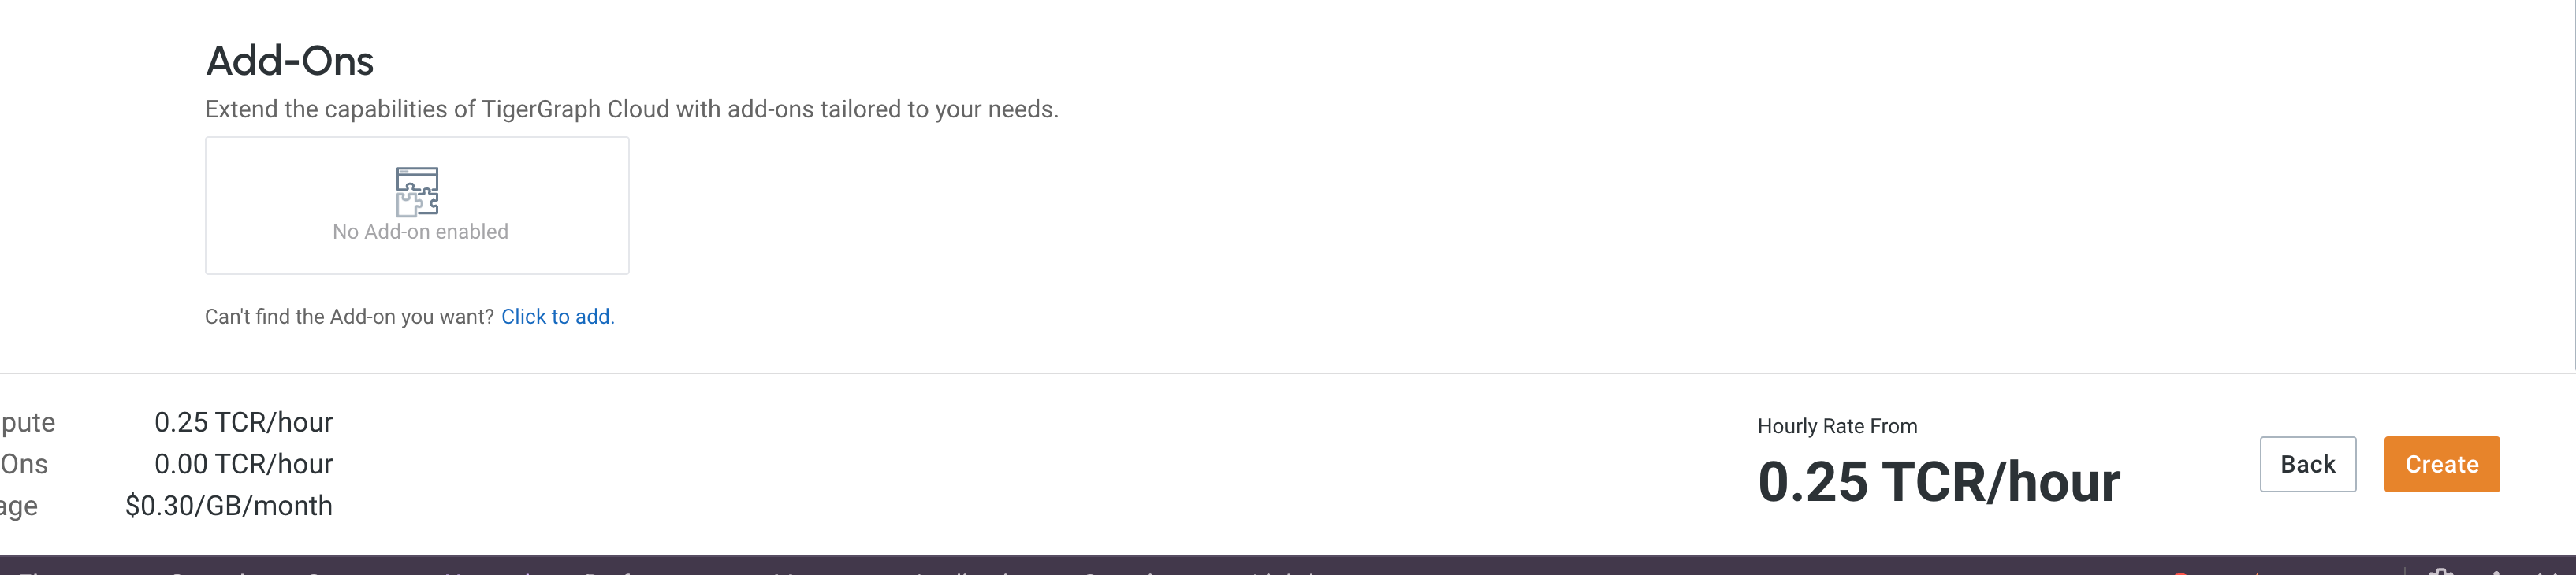 Add-Ons
Extend the capabilities of TigerGraph Cloud with add-ons tailored to your needs.
No Add-on enabled
Can't find the Add-on you want? Click to add.
pute 0.25 TCR/hour
Ons 0.00 TCR/hour
age $0.30/GB/month
Hourly Rate From
0.25 TCR/hour
Back
Create